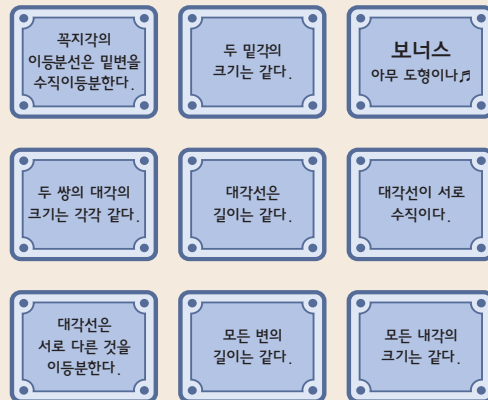 꼭지각의
이등분선은 밑변을
수직이등분한다.
두 밑각의
크기는 같다.
보너스
아무 도형이나♬
두 쌍의 대각의
크기는 각각 같다.
대각선은
길이는 같다.
대각선이 서로
수직이다.
대각선은
서로 다른 것을
이등분한다.
모든 변의
길이는 같다.
모든 내각의
크기는 같다.